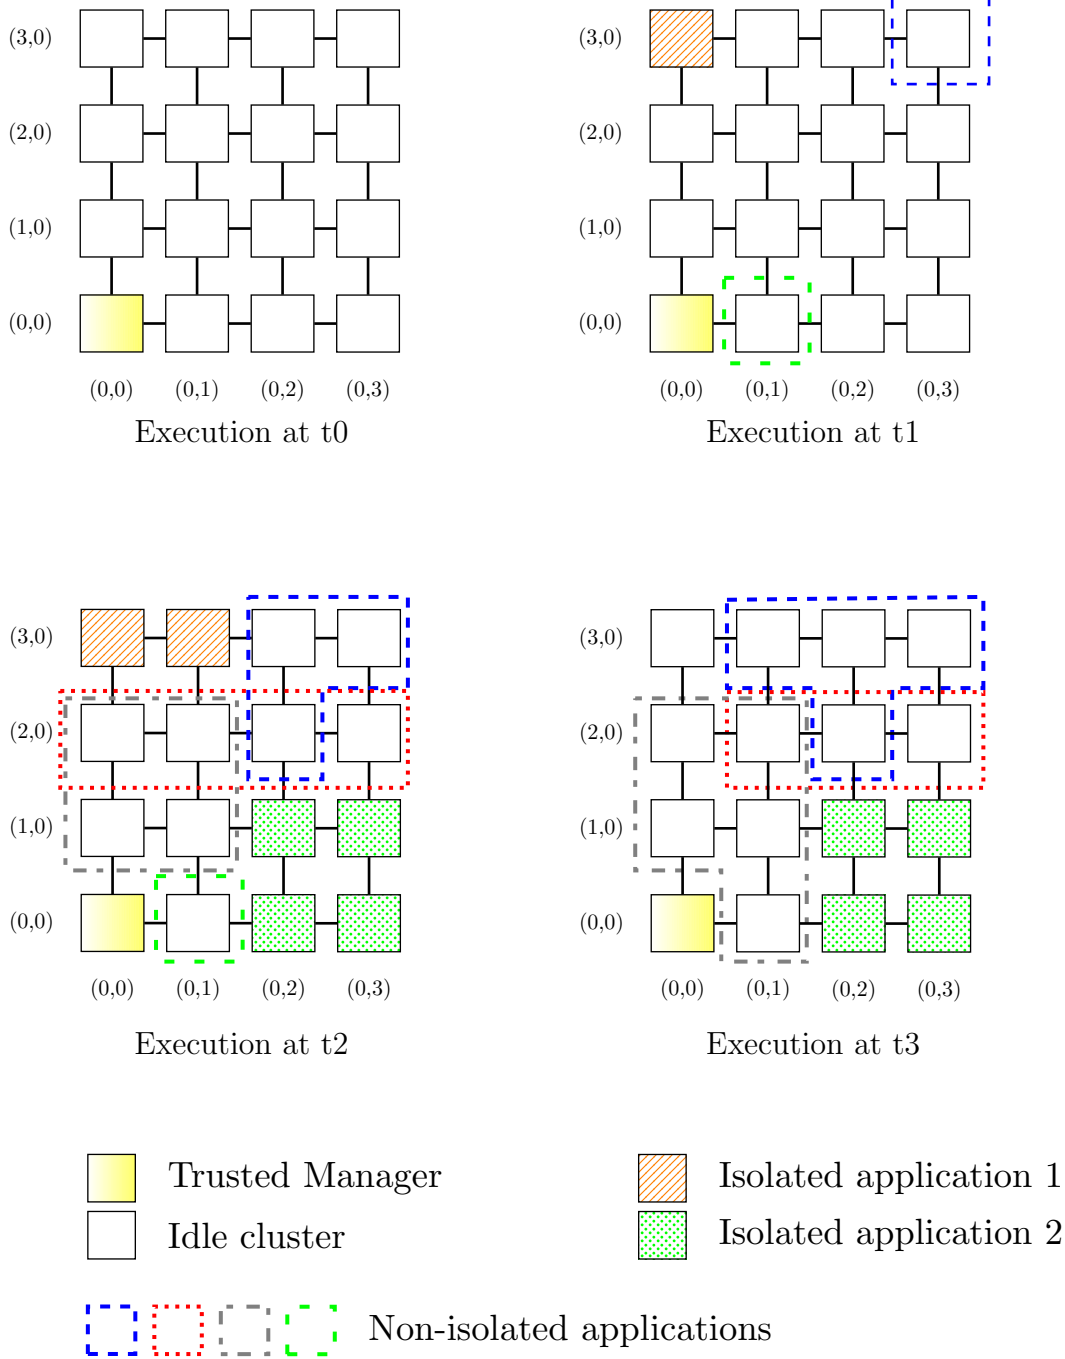 (3,0)
(2,0)
(1,0)
(0,0)
(0,0) (0,1) (0,2) (0,3)
Execution at t0
(3,0)
(2,0)
(1,0)
(0,0)
(0,0) (0,1) (0,2) (0,3)
Execution at t1
(3,0)
(2,0)
(1,0)
(0,0)
(0,0) (0,1) (0,2) (0,3)
Execution at t2
(3,0)
(2,0)
(1,0)
(0,0)
(0,0) (0,1) (0,2) (0,3)
Execution at t3
Trusted Manager
Idle cluster
Isolated application 1
Isolated application 2
Non-isolated applications